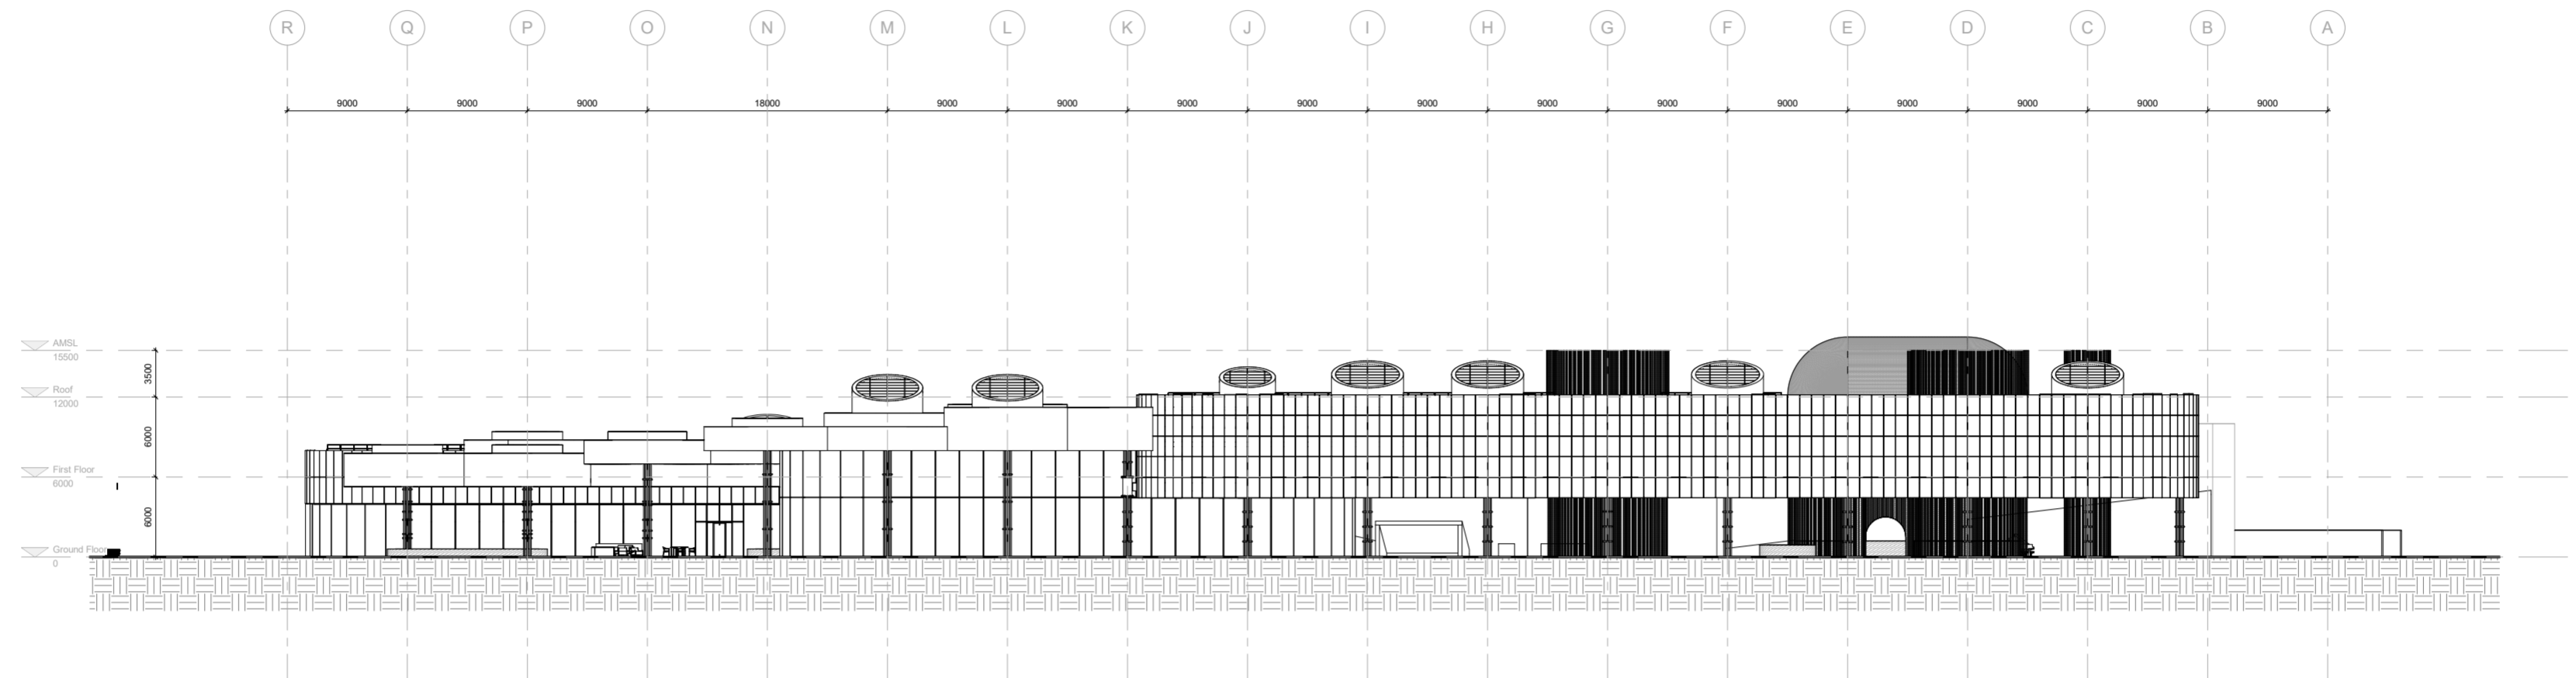 R Q P O N M L K J I H G F E D C B A
9000 9000 9000 18000 9000 9000 9000 9000 9000 9000 9000 9000 9000 9000 9000 9000
AMSL
15500
3500
Roof
12000
6000
First Floor
6000
6000
Ground Floor
0